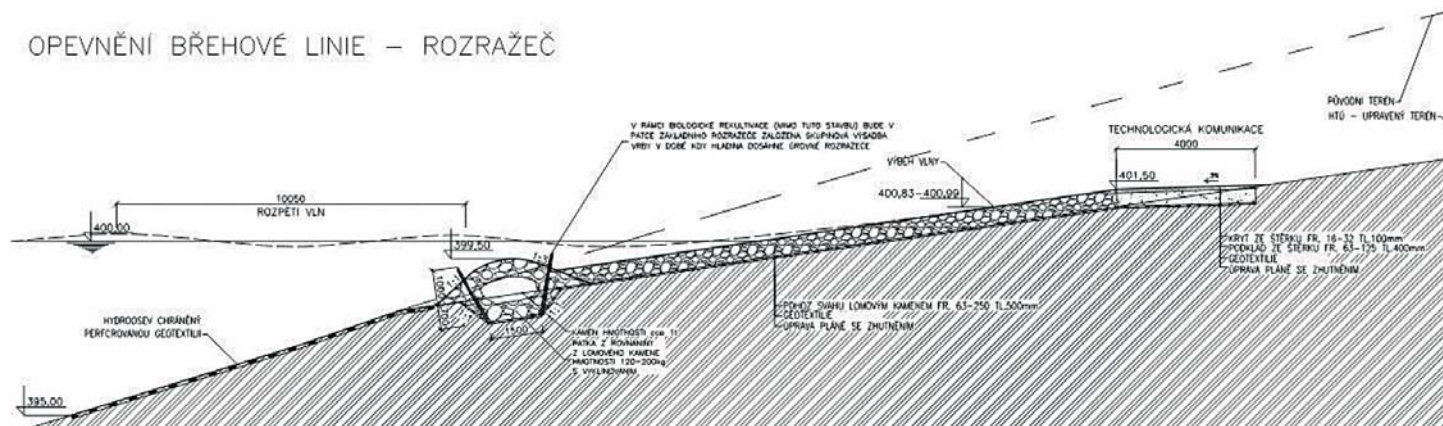 OPEVNĚNÍ BŘEHOVÉ LINIE – ROZRAŽEČ
PŮVODNÍ TERÉN
HTÚ – UPRAVENÝ TERÉN
V RÁMCI BIOLOGICKÉ REKULTIVACE (MIMO TUTO STAVBU) BUDE V
PATCE ZÁKLADNÍHO ROZRAŽEČE ZALOŽENA SKUPINOVÁ VÝSADBA
VRBY V DOBĚ KDY HLADINA DOSÁHNE ÚROVNĚ ROZRAŽEČE
TECHNOLOGICKÁ KOMUNIKACE
4000
VÝBĚH VLNY
401,50
400,83–400,99
10050
ROZPĚTÍ VLN
400,00
399,50
KRYT ZE ŠTĚRKU FR. 16–32 TL.100mm
PODKLAD ZE ŠTĚRKU FR. 63–125 TL.400mm
GEOTEXTILIE
ÚPRAVA PLÁNĚ SE ZHUTNĚNÍM
POHOZ SVAHU LOMOVÝM KAMENEM FR. 63–250 TL.500mm
GEOTEXTILIE
ÚPRAVA PLÁNĚ SE ZHUTNĚNÍM
HYDROOSEV CHRÁNĚNÝ
PERFOROVANOU GEOTEXTILIÍ
1500
KÁMEN HMOTNOSTI
PATKA Z ROVNANINY
Z LOMOVÉHO KAMENE
HMOTNOSTI 120–200kg
S VYKLÍNOVÁNÍM
395,00